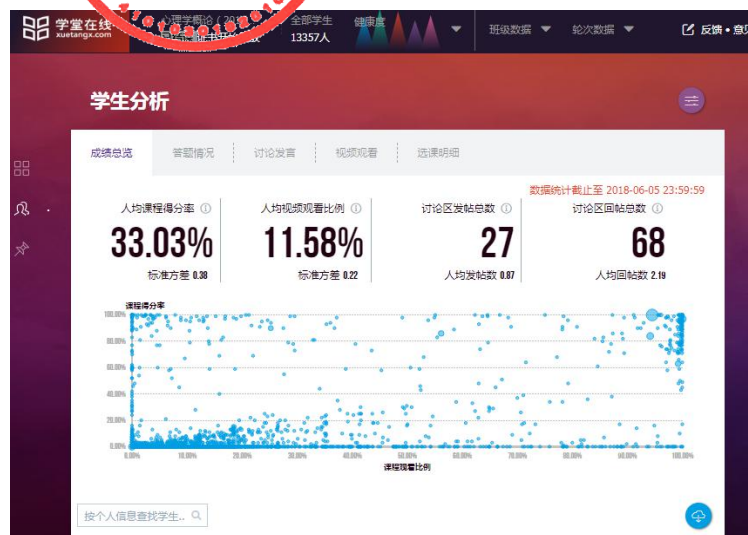 学堂在线
xuetangx.com
心理学概论
全部学生
13357人
健康度
班级数据
轮次数据
反馈•意见
学生分析
成绩总览
答题情况
讨论发言
视频观看
选课明细
数据统计截止至 2018-06-05 23:59:59
人均课程得分率
人均视频观看比例
讨论区发帖总数
讨论区回帖总数
33.03%
11.58%
27
68
标准方差 0.38
标准方差 0.22
人均发帖数 0.87
人均回帖数 2.19
课程得分率
100.00%
80.00%
60.00%
40.00%
20.00%
0.00%
0.00% 10.00% 20.00% 30.00% 40.00% 50.00% 60.00% 70.00% 80.00% 90.00% 100.00%
课程观看比例
按个人信息查找学生..